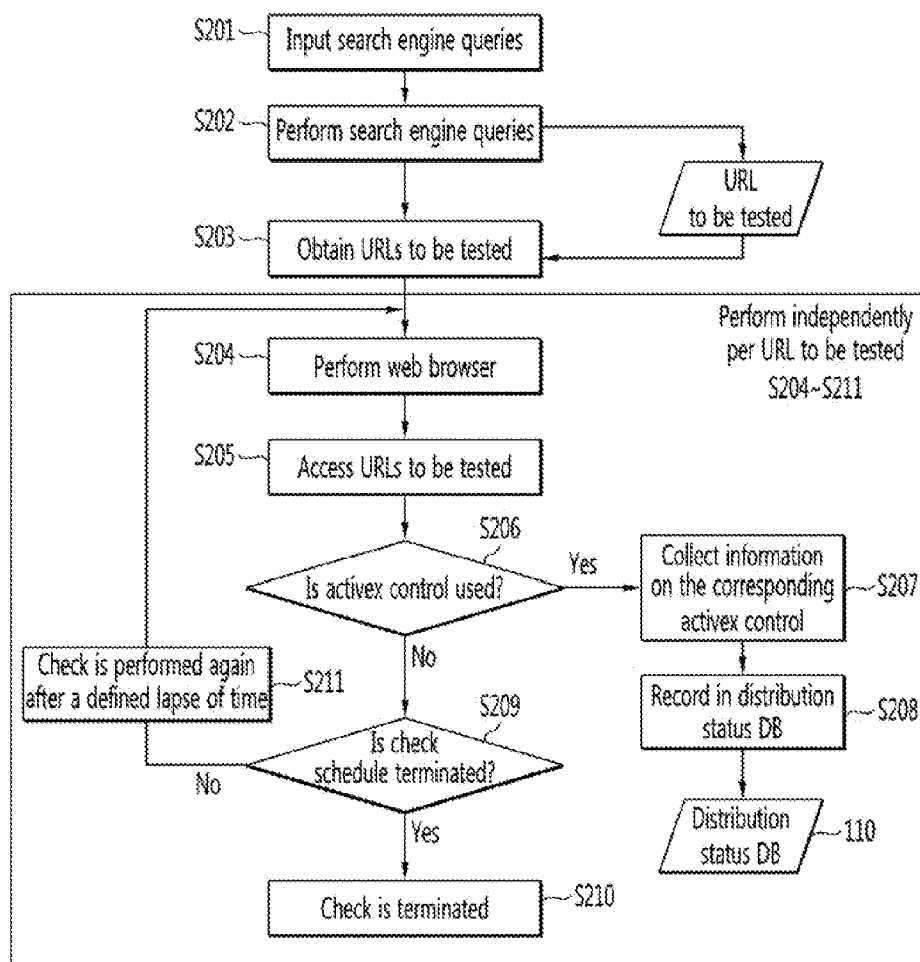 S201
Input search engine queries
S202
Perform search engine queries
URL
to be tested
S203
Obtain URLs to be tested
Perform independently
per URL to be tested
S204~S211
S204
Perform web browser
S205
Access URLs to be tested
S206
Is activex control used?
Yes
Collect information
on the corresponding
activex control
S207
No
Check is performed again
after a defined lapse of time
S211
Record in distribution
status DB
S208
S209
Is check
schedule terminated?
No
Yes
Distribution
status DB
110
Check is terminated
S210